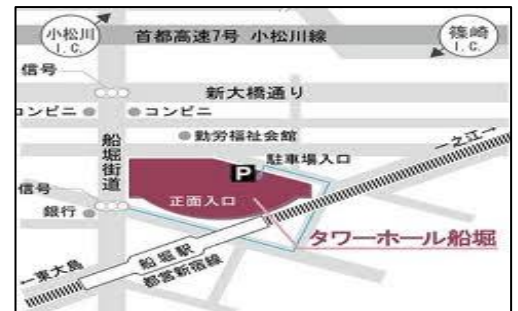 小松川
I.C.
首都高速7号 小松川線
篠崎
I.C.
信号
新大橋通り
コンビニ
コンビニ
勤労福祉会館
船堀街道
駐車場入口
一之江→
P
信号
正面入口
銀行
タワーホール船堀
←東大島
船堀駅
都営新宿線